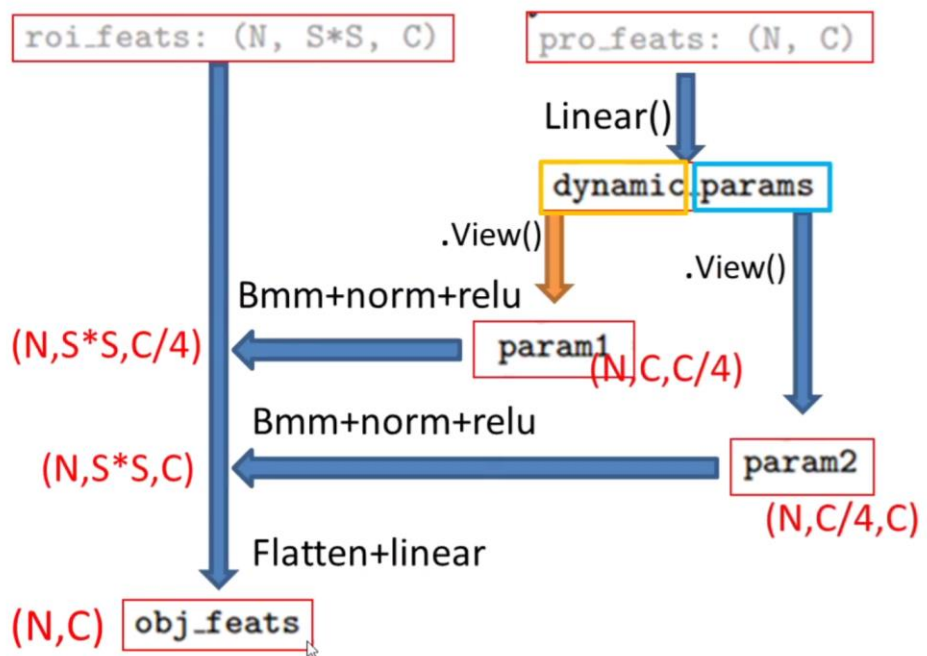 roi_feats: (N, S*S, C)
pro_feats: (N, C)
Linear()
dynamic params
.View()
.View()
Bmm+norm+relu
(N,S*S,C/4)
param1
(N,C,C/4)
Bmm+norm+relu
(N,S*S,C)
param2
(N,C/4,C)
Flatten+linear
(N,C)
obj_feats